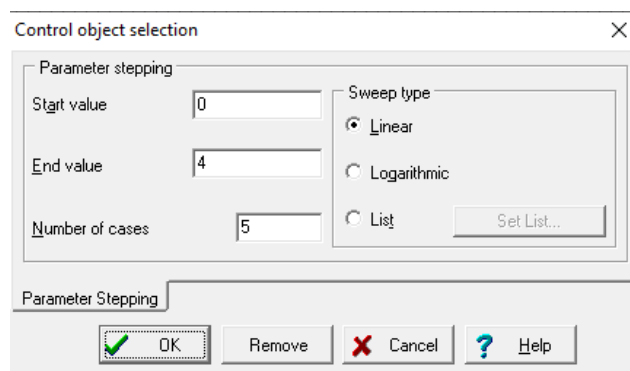 Control object selection
Parameter stepping
Start value 0
End value 4
Number of cases 5
Sweep type
Linear
Logarithmic
List Set List...
Parameter Stepping
OK Remove Cancel ? Help